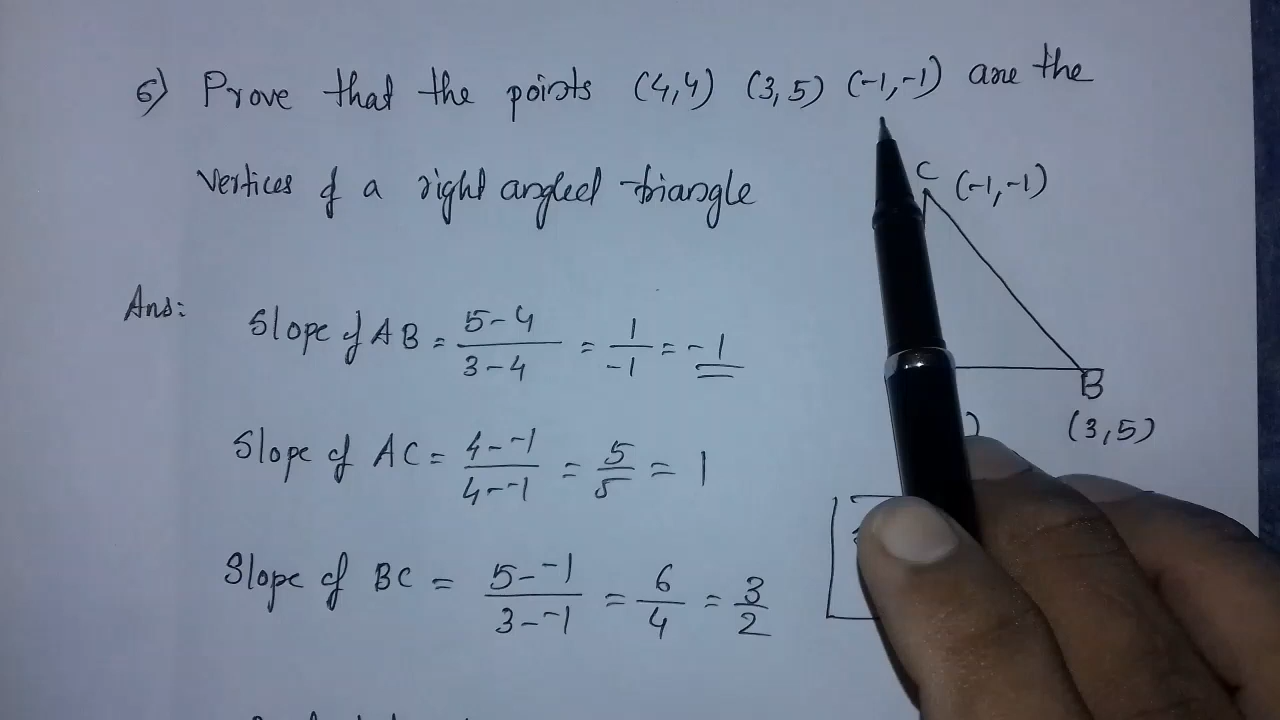 6) Prove that the points (4,4) (3,5) (-1,-1) are the
vertices of a right angled triangle
C (-1,-1)
Ans:
Slope of AB = 5-4 / 3-4 = 1 / -1 = -1
B
(3,5)
)
Slope of AC = 4--1 / 4--1 = 5 / 5 = 1
Slope of BC = 5--1 / 3--1 = 6 / 4 = 3 / 2